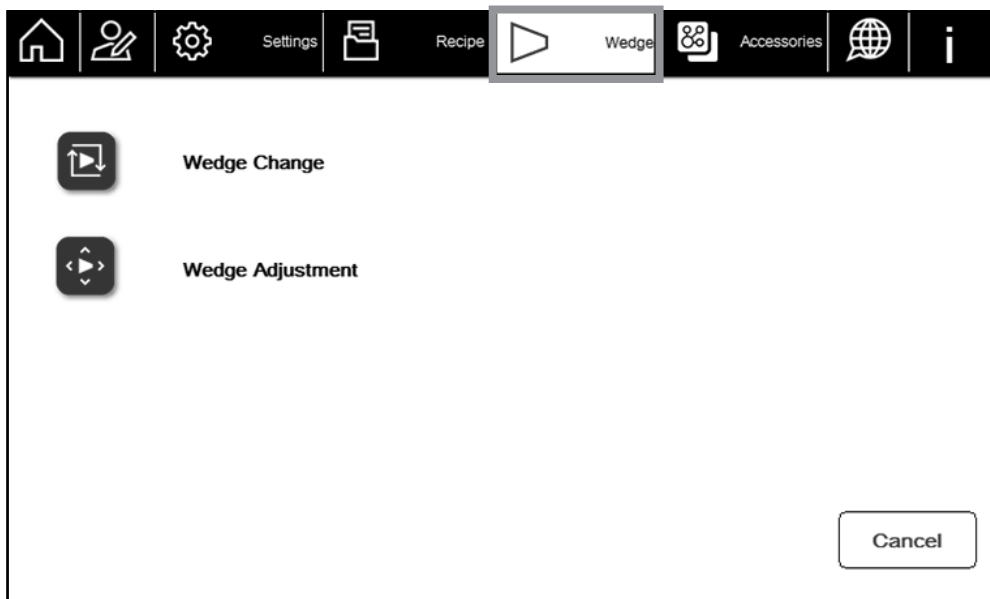 Settings
Recipe
Wedge
Accessories
i
Wedge Change
Wedge Adjustment
Cancel